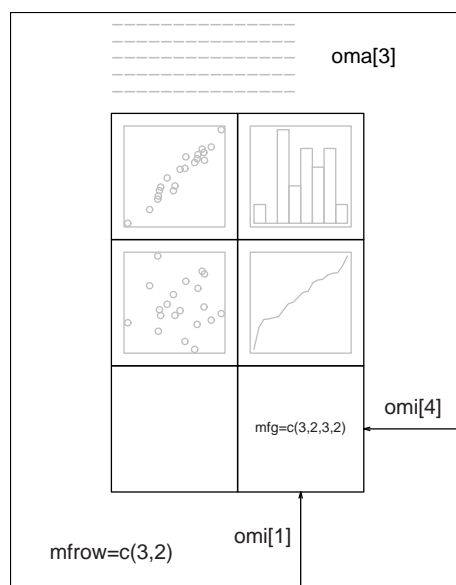 oma[3]
mfg=c(3,2,3,2)
omi[4]
omi[1]
mfrow=c(3,2)